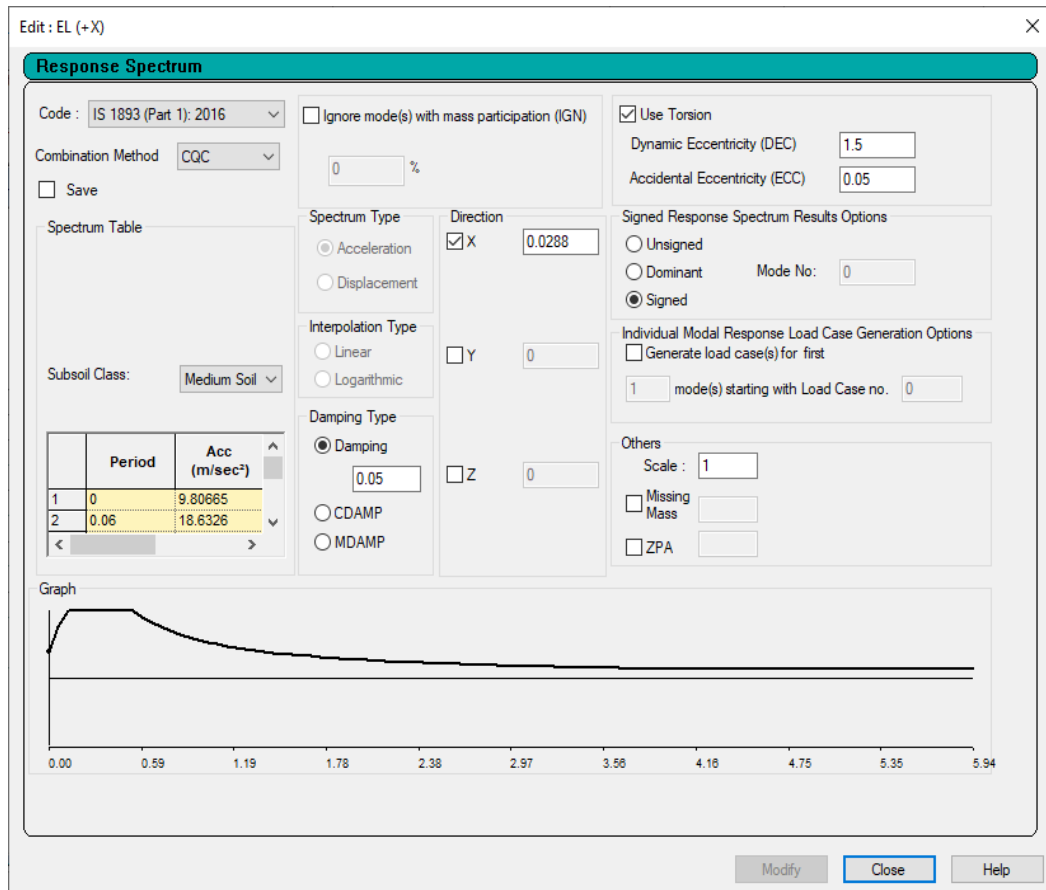 Edit : EL (+X)
Response Spectrum
Code :
IS 1893 (Part 1): 2016
Combination Method
CQC
Save
Spectrum Table
Subsoil Class:
Medium Soil
Period
Acc
(m/sec²)
1
0
9.80665
2
0.06
18.6326
Ignore mode(s) with mass participation (IGN)
0
%
Spectrum Type
Acceleration
Displacement
Interpolation Type
Linear
Logarithmic
Damping Type
Damping
0.05
CDAMP
MDAMP
Direction
X
0.0288
Y
0
Z
0
Use Torsion
Dynamic Eccentricity (DEC)
1.5
Accidental Eccentricity (ECC)
0.05
Signed Response Spectrum Results Options
Unsigned
Dominant
Mode No:
0
Signed
Individual Modal Response Load Case Generation Options
Generate load case(s) for first
1
mode(s) starting with Load Case no.
0
Others
Scale :
1
Missing
Mass
ZPA
Graph
0.00
0.59
1.19
1.78
2.38
2.97
3.56
4.16
4.75
5.35
5.94
Modify
Close
Help